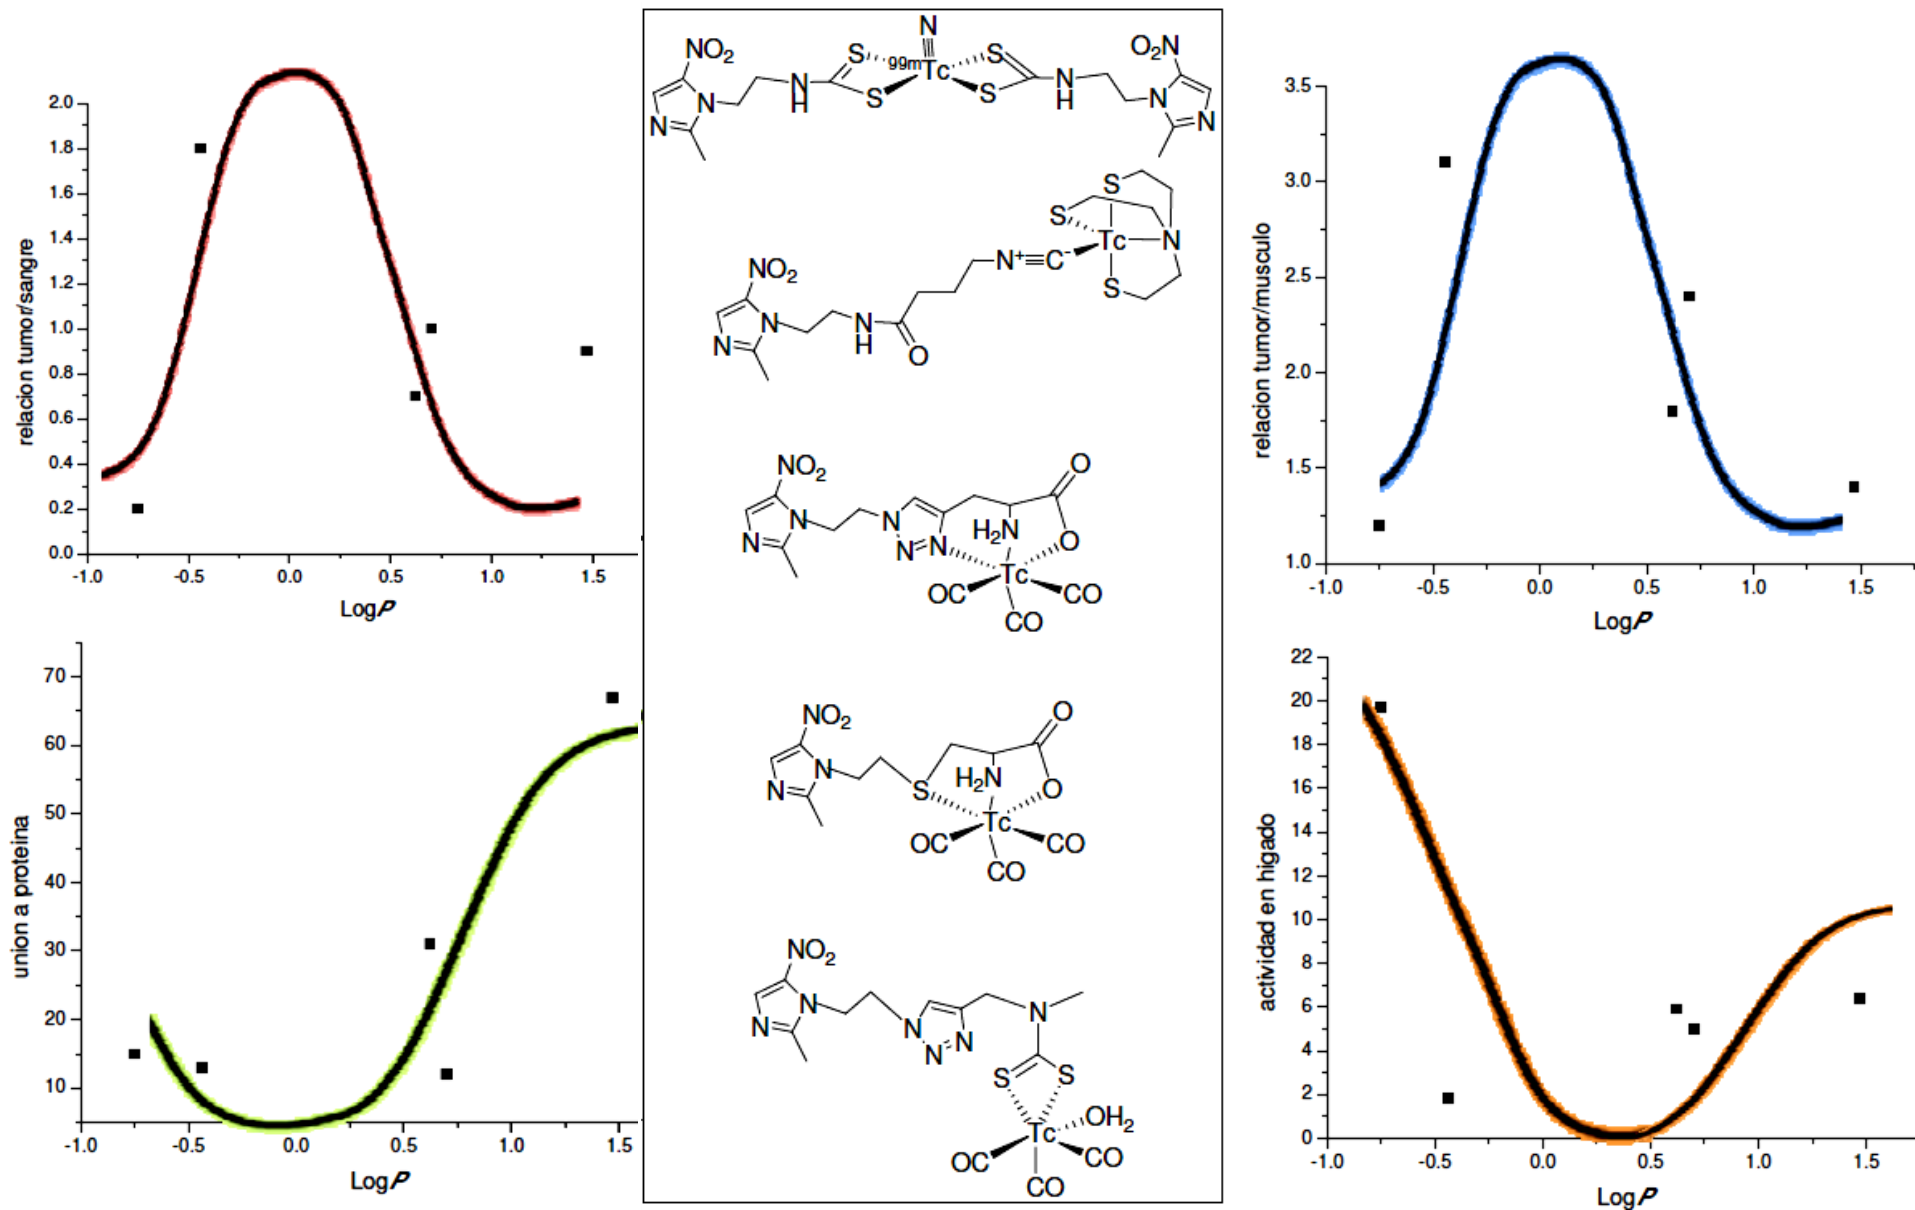 relacion tumor/sangre
2.0
1.8
1.6
1.4
1.2
1.0
0.8
0.6
0.4
0.2
0.0
-1.0 -0.5 0.0 0.5 1.0 1.5
LogP
union a proteina
70
60
50
40
30
20
10
-1.0 -0.5 0.0 0.5 1.0 1.5
LogP
N
NO2 S 99mTc S O2N
N N N H S S N H N N
S
S
N+≡C- Tc N
NO2 S
N N N H O
NO2 O
N N N H2N O
N N=N Tc
OC CO
CO
NO2 O
N N S H2N O
Tc
OC CO
CO
NO2
N N N N
N=N
S S
Tc OH2
OC CO
CO
relacion tumor/musculo
3.5
3.0
2.5
2.0
1.5
1.0
-1.0 -0.5 0.0 0.5 1.0 1.5
LogP
actividad en higado
22
20
18
16
14
12
10
8
6
4
2
0
-1.0 -0.5 0.0 0.5 1.0 1.5
LogP